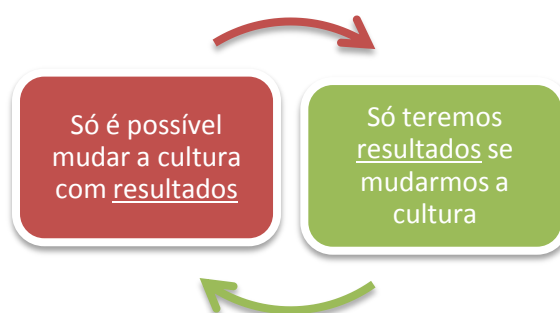 Só é possível
mudar a cultura
com resultados
Só teremos
resultados se
mudarmos a
cultura